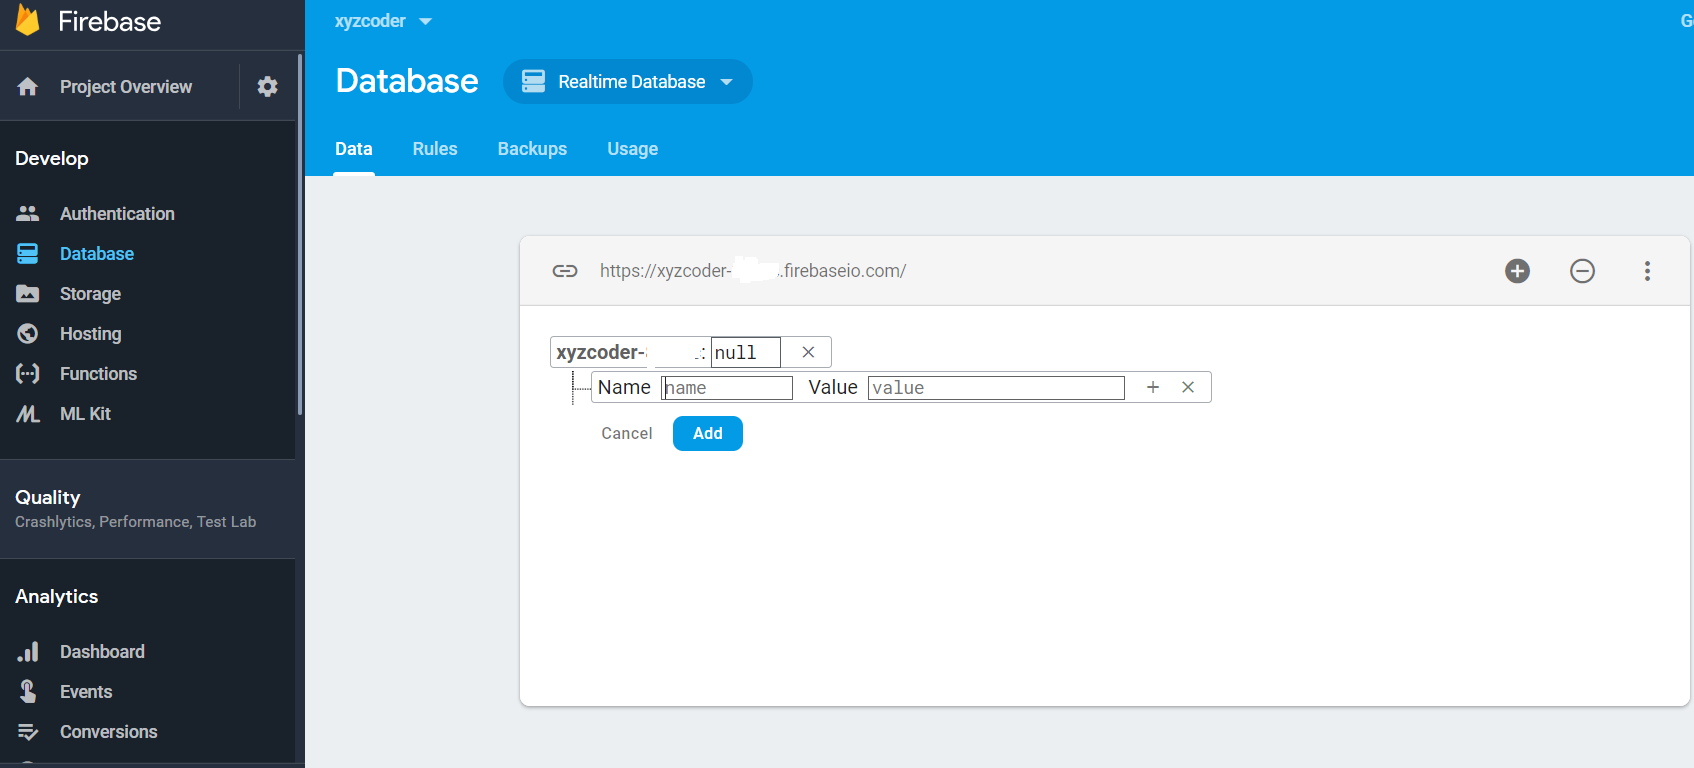 Firebase
Project Overview
Develop
Authentication
Database
Storage
Hosting
Functions
ML Kit
Quality
Crashlytics, Performance, Test Lab
Analytics
Dashboard
Events
Conversions
xyzcoder
Database
Realtime Database
Data Rules Backups Usage
https://xyzcoder- .firebaseio.com/
xyzcoder- : null
Name name Value value
Cancel Add